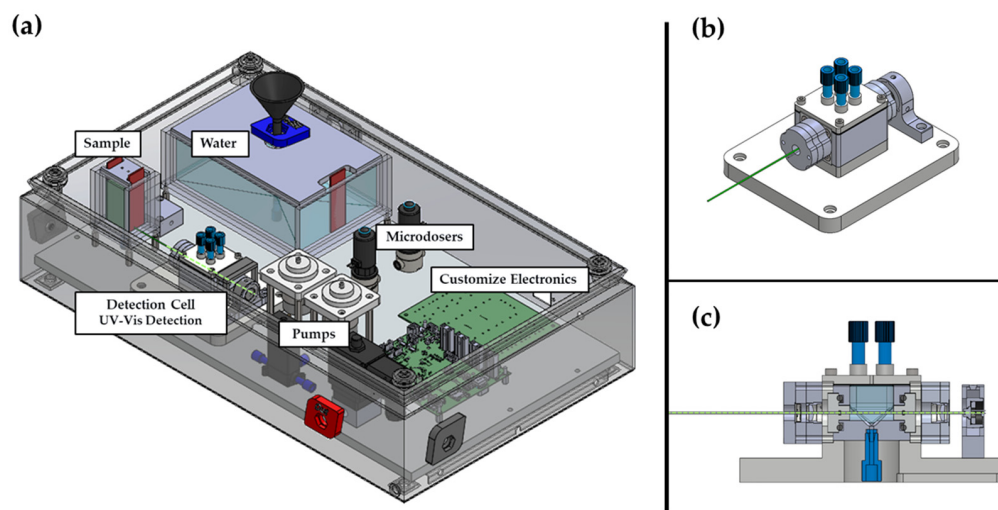 (a)
Sample
Water
Microdosers
Customize Electronics
Detection Cell
UV-Vis Detection
Pumps
(b)
(c)